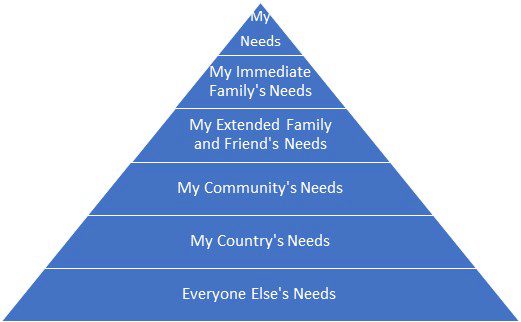 My
Needs
My Immediate
Family's Needs
My Extended Family
and Friend's Needs
My Community's Needs
My Country's Needs
Everyone Else's Needs